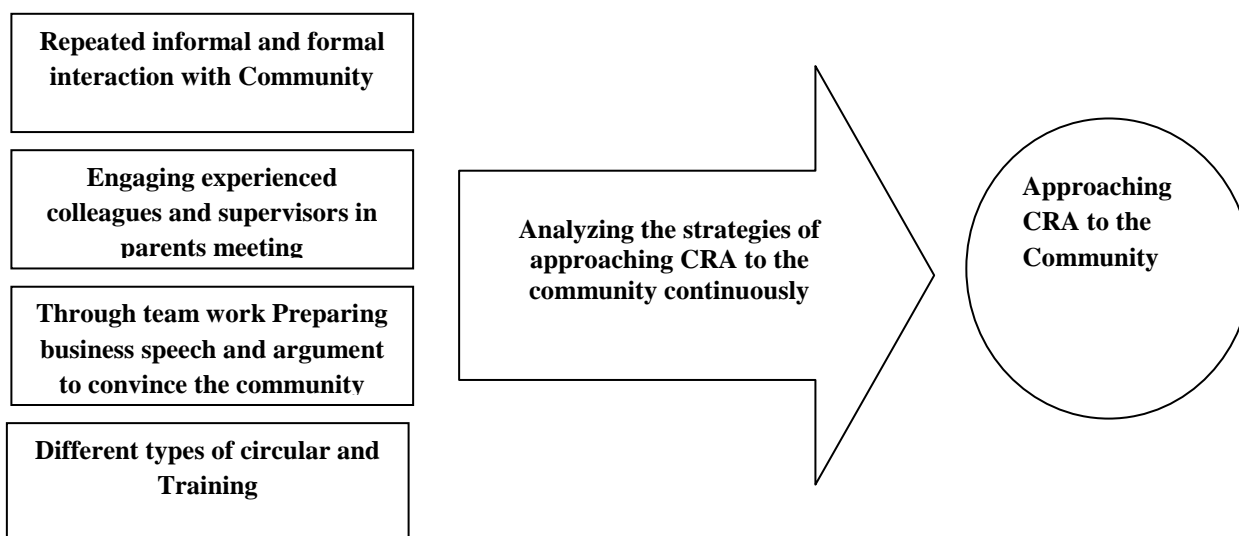 Repeated informal and formal
interaction with Community
Engaging experienced
colleagues and supervisors in
parents meeting
Through team work Preparing
business speech and argument
to convince the community
Different types of circular and
Training
Analyzing the strategies of
approaching CRA to the
community continuously
Approaching
CRA to the
Community